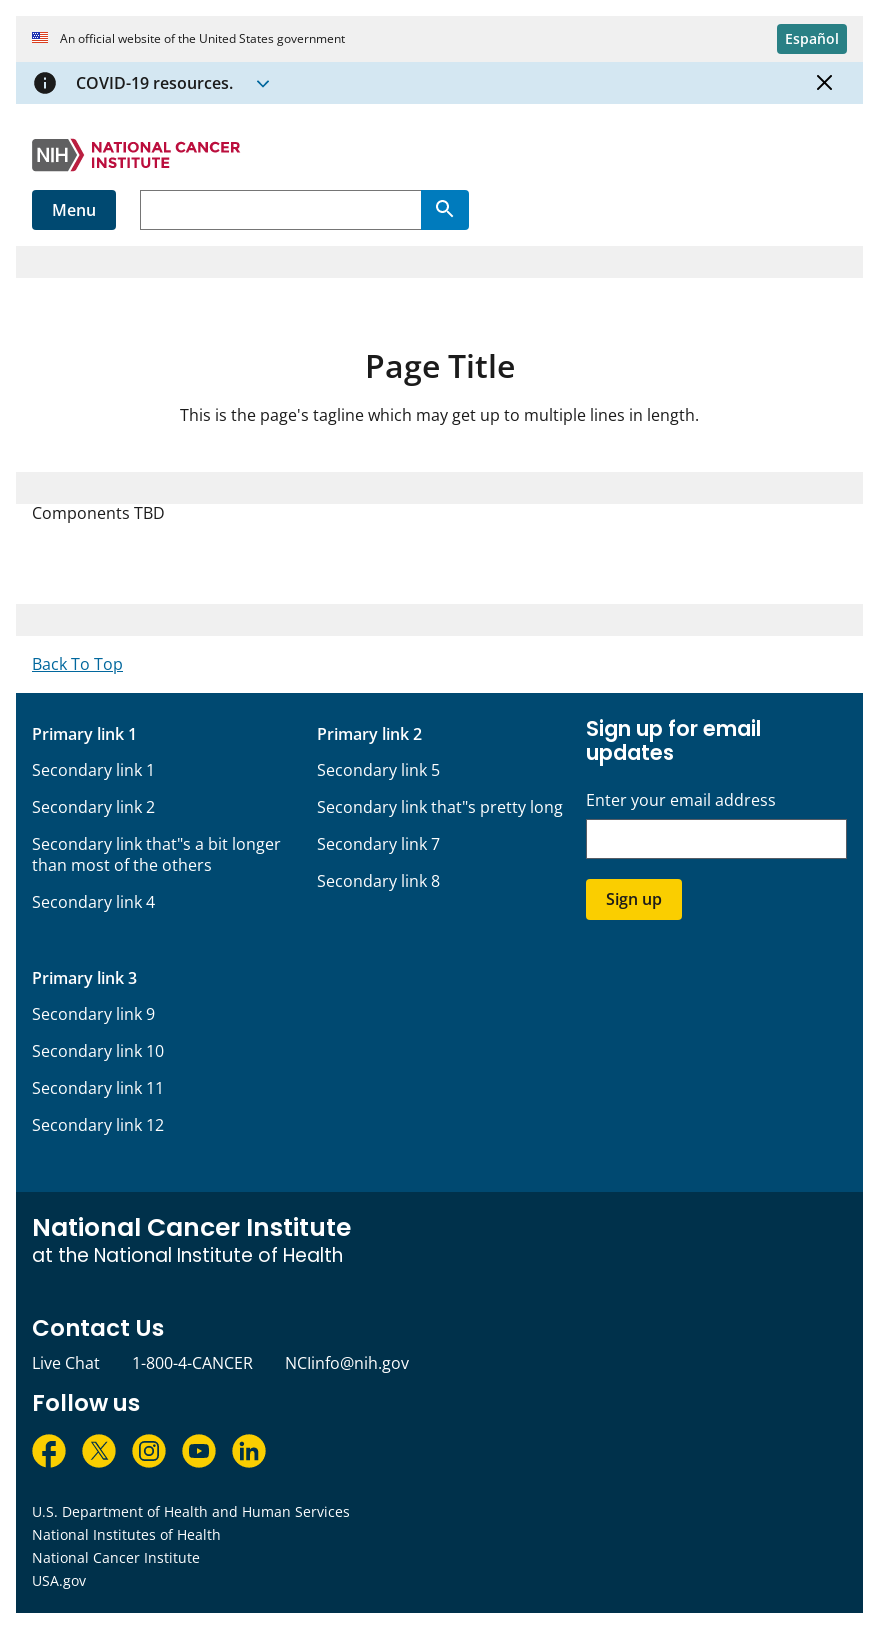 An official website of the United States government
Español
COVID-19 resources.
NIH NATIONAL CANCER
INSTITUTE
Menu
Page Title
This is the page's tagline which may get up to multiple lines in length.
Components TBD
Back To Top
Primary link 1
Secondary link 1
Secondary link 2
Secondary link that"s a bit longer
than most of the others
Secondary link 4
Primary link 2
Secondary link 5
Secondary link that"s pretty long
Secondary link 7
Secondary link 8
Primary link 3
Secondary link 9
Secondary link 10
Secondary link 11
Secondary link 12
Sign up for email
updates
Enter your email address
Sign up
National Cancer Institute
at the National Institute of Health
Contact Us
Live Chat 1-800-4-CANCER NCIinfo@nih.gov
Follow us
U.S. Department of Health and Human Services
National Institutes of Health
National Cancer Institute
USA.gov